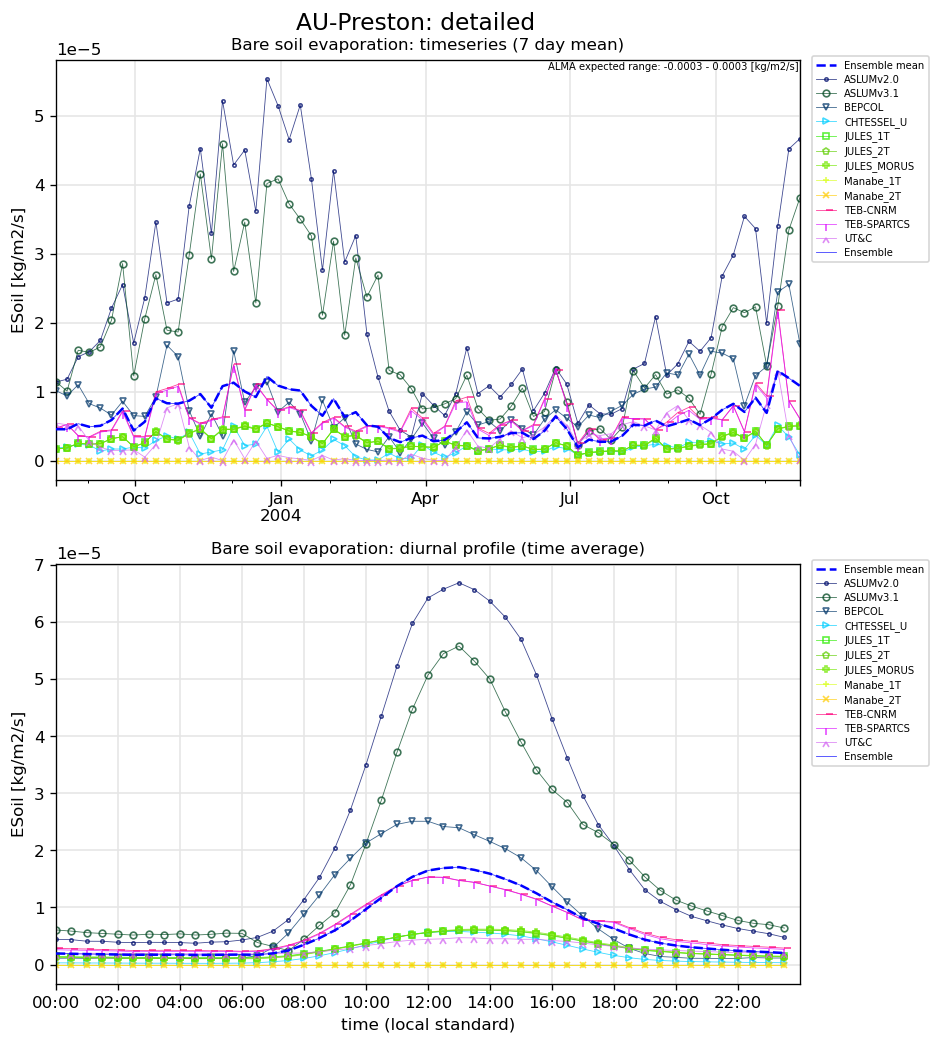 AU-Preston: detailed
Bare soil evaporation: timeseries (7 day mean)
1e−5
ALMA expected range: -0.0003 - 0.0003 [kg/m2/s]
ESoil [kg/m2/s]
5
4
3
2
1
0
Oct
Jan
2004
Apr
Jul
Oct
Ensemble mean
ASLUMv2.0
ASLUMv3.1
BEPCOL
CHTESSEL_U
JULES_1T
JULES_2T
JULES_MORUS
Manabe_1T
Manabe_2T
TEB-CNRM
TEB-SPARTCS
UT&C
Ensemble
Bare soil evaporation: diurnal profile (time average)
1e−5
ESoil [kg/m2/s]
7
6
5
4
3
2
1
0
00:00 02:00 04:00 06:00 08:00 10:00 12:00 14:00 16:00 18:00 20:00 22:00
time (local standard)
Ensemble mean
ASLUMv2.0
ASLUMv3.1
BEPCOL
CHTESSEL_U
JULES_1T
JULES_2T
JULES_MORUS
Manabe_1T
Manabe_2T
TEB-CNRM
TEB-SPARTCS
UT&C
Ensemble